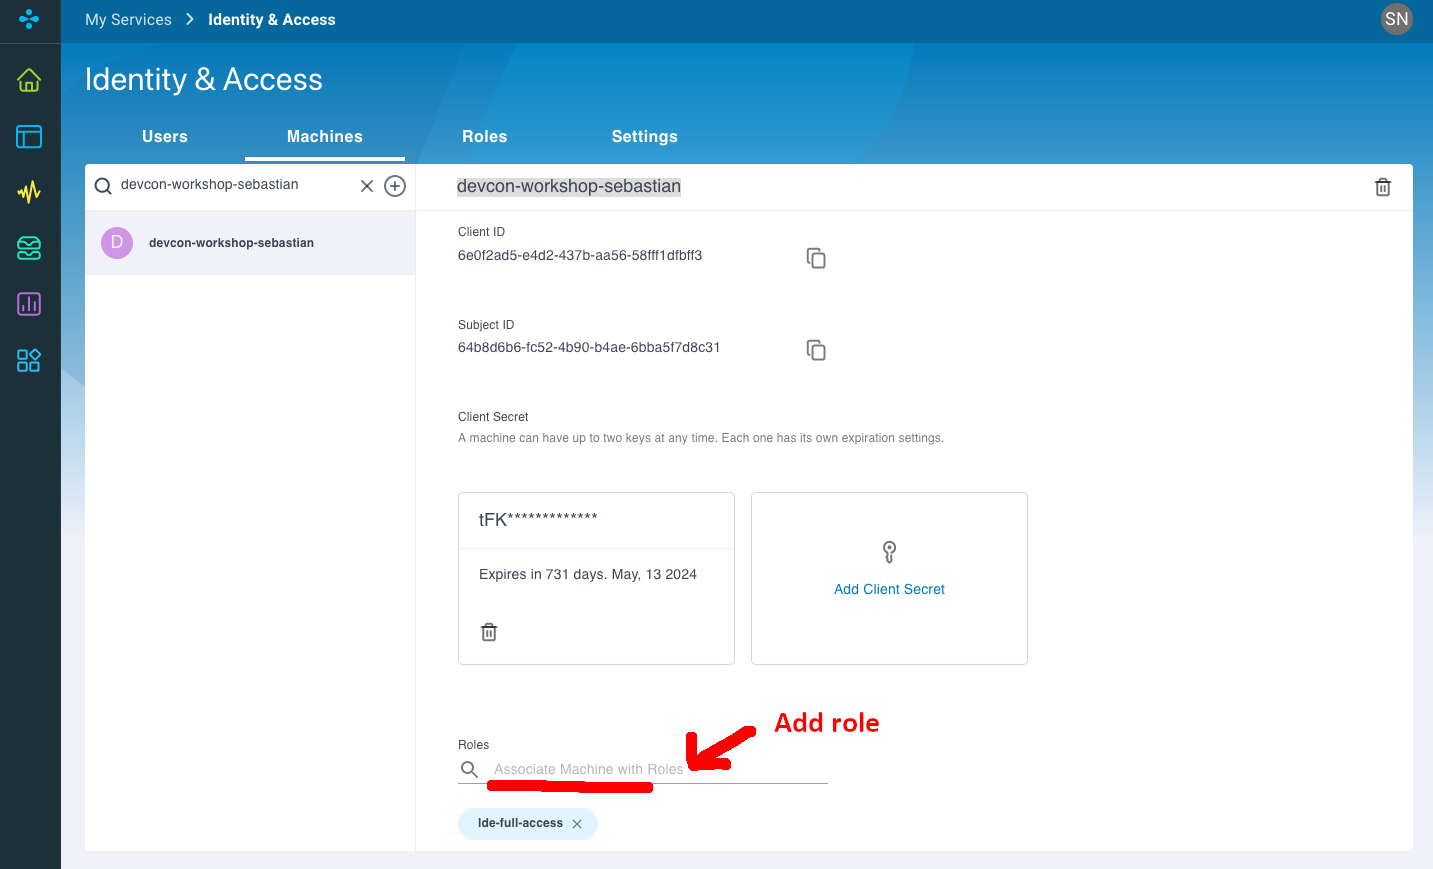 My Services > Identity & Access
SN
Identity & Access
Users
Machines
Roles
Settings
devcon-workshop-sebastian
D
devcon-workshop-sebastian
devcon-workshop-sebastian
Client ID
6e0f2ad5-e4d2-437b-aa56-58fff1dfbff3
Subject ID
64b8d6b6-fc52-4b90-b4ae-6bba5f7d8c31
Client Secret
A machine can have up to two keys at any time. Each one has its own expiration settings.
tFK*************
Expires in 731 days. May, 13 2024
Add Client Secret
Add role
Roles
Associate Machine with Roles
lde-full-access